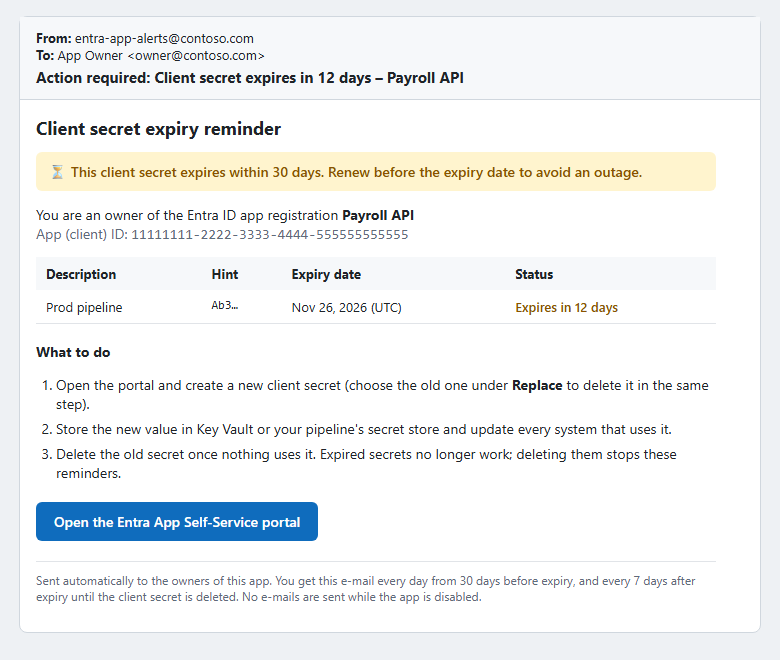 From: entra-app-alerts@contoso.com
To: App Owner <owner@contoso.com>
Action required: Client secret expires in 12 days – Payroll API
Client secret expiry reminder
⏳ This client secret expires within 30 days. Renew before the expiry date to avoid an outage.
You are an owner of the Entra ID app registration Payroll API
App (client) ID: 11111111-2222-3333-4444-555555555555
Description Hint Expiry date Status
Prod pipeline Ab3… Nov 26, 2026 (UTC) Expires in 12 days
What to do
1. Open the portal and create a new client secret (choose the old one under Replace to delete it in the same
step).
2. Store the new value in Key Vault or your pipeline's secret store and update every system that uses it.
3. Delete the old secret once nothing uses it. Expired secrets no longer work; deleting them stops these
reminders.
Open the Entra App Self-Service portal
Sent automatically to the owners of this app. You get this e-mail every day from 30 days before expiry, and every 7 days after
expiry until the client secret is deleted. No e-mails are sent while the app is disabled.